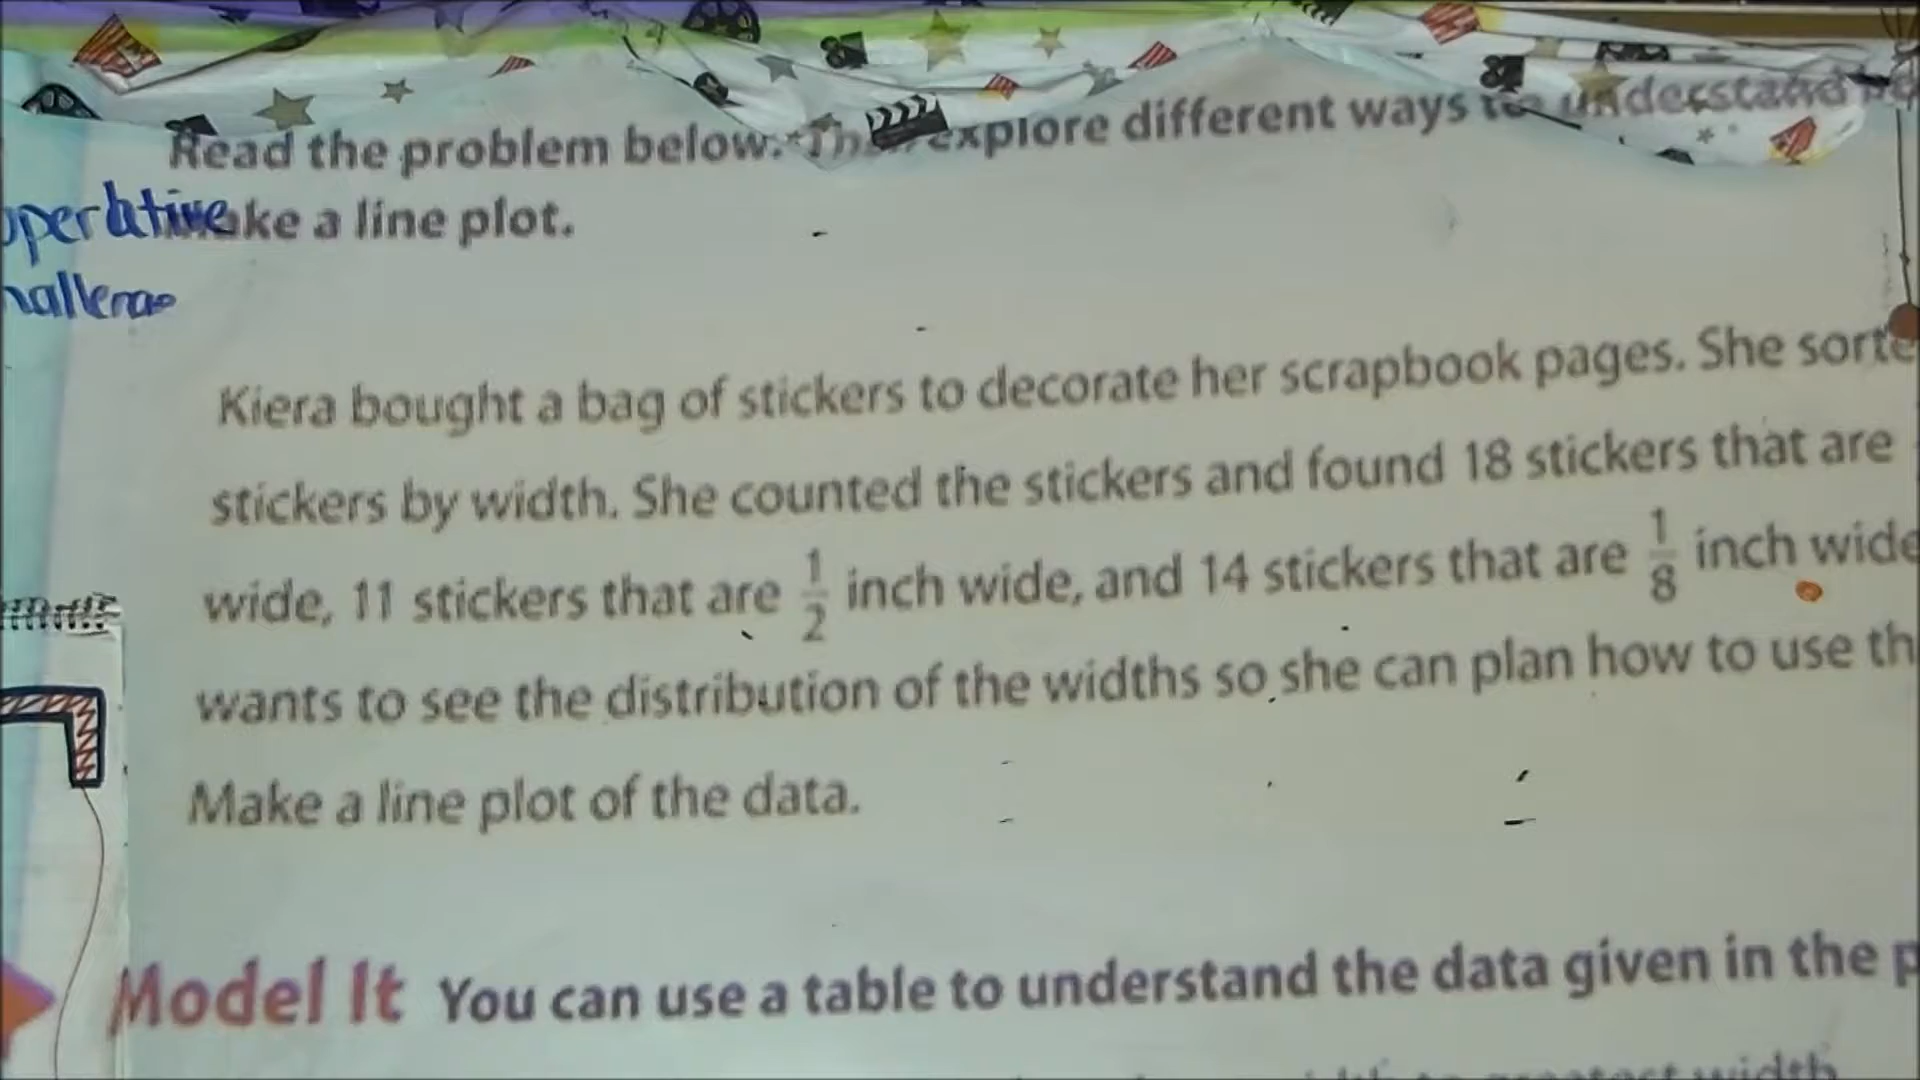 Read the problem below. explore different ways to understand
make a line plot.
Kiera bought a bag of stickers to decorate her scrapbook pages. She sorte
stickers by width. She counted the stickers and found 18 stickers that are
wide, 11 stickers that are 1/2 inch wide, and 14 stickers that are 1/8 inch wide
wants to see the distribution of the widths so she can plan how to use th
Make a line plot of the data.
Model It You can use a table to understand the data given in the p
width